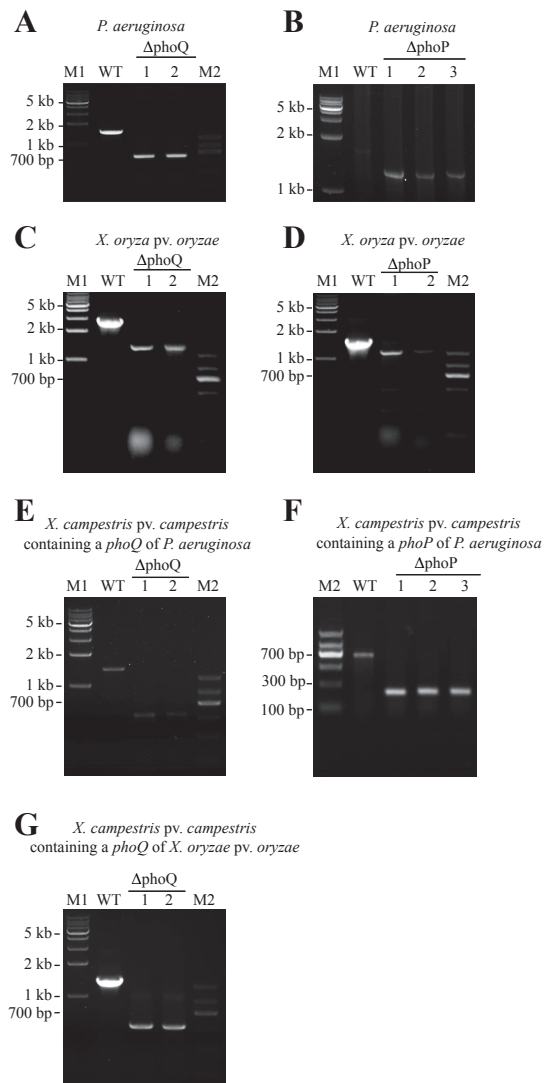 A
P. aeruginosa
ΔphoQ
M1 WT 1 2 M2
5 kb
2 kb
1 kb
700 bp
B
P. aeruginosa
ΔphoP
M1 WT 1 2 3
5 kb
2 kb
1 kb
C
X. oryza pv. oryzae
ΔphoQ
M1 WT 1 2 M2
5 kb
2 kb
1 kb
700 bp
D
X. oryza pv. oryzae
ΔphoP
M1 WT 1 2 M2
5 kb
2 kb
1 kb
700 bp
E
X. campestris pv. campestris
containing a phoQ of P. aeruginosa
ΔphoQ
M1 WT 1 2 M2
5 kb
2 kb
1 kb
700 bp
F
X. campestris pv. campestris
containing a phoP of P. aeruginosa
ΔphoP
M2 WT 1 2 3
700 bp
300 bp
100 bp
G
X. campestris pv. campestris
containing a phoQ of X. oryzae pv. oryzae
ΔphoQ
M1 WT 1 2 M2
5 kb
2 kb
1 kb
700 bp